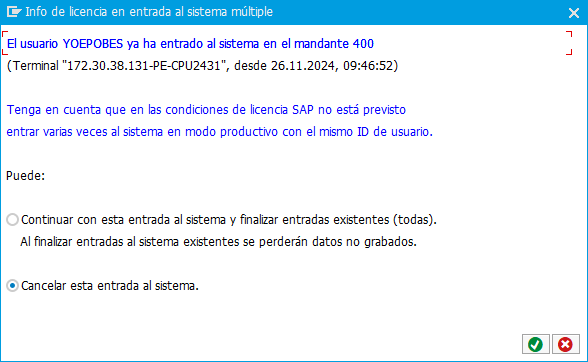 Info de licencia en entrada al sistema múltiple
El usuario YOEPOBES ya ha entrado al sistema en el mandante 400
(Terminal "172.30.38.131-PE-CPU2431", desde 26.11.2024, 09:46:52)
Tenga en cuenta que en las condiciones de licencia SAP no está previsto
entrar varias veces al sistema en modo productivo con el mismo ID de usuario.
Puede:
Continuar con esta entrada al sistema y finalizar entradas existentes (todas).
Al finalizar entradas al sistema existentes se perderán datos no grabados.
Cancelar esta entrada al sistema.